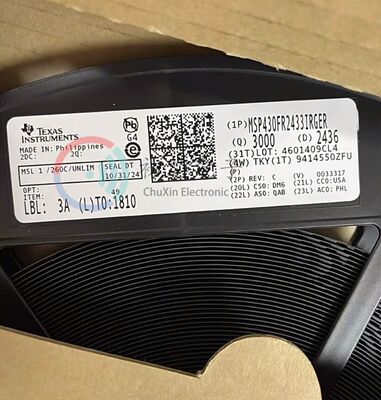 TEXAS
INSTRUMENTS
MADE IN: Philippines
2DC: 2Q:
MSL 1 /260C/UNLIM
SEAL DT
10/31/24
OPT:
ITEM: 49
LBL: 3A (L)TO:1810
Pb
G4
(1P) MSP430FR2433IRGER
(Q) 3000 (D) 2436
(31T)LOT: 4601409CL4
(4W) TKY(1T) 9414550ZFU
(P)
(2P) REV: C (V) 0033317
(20L) CSO: DM6 (21L) CCO:USA
(22L) ASO: QAB (23L) ACO: PHL
ChuXin Electronic